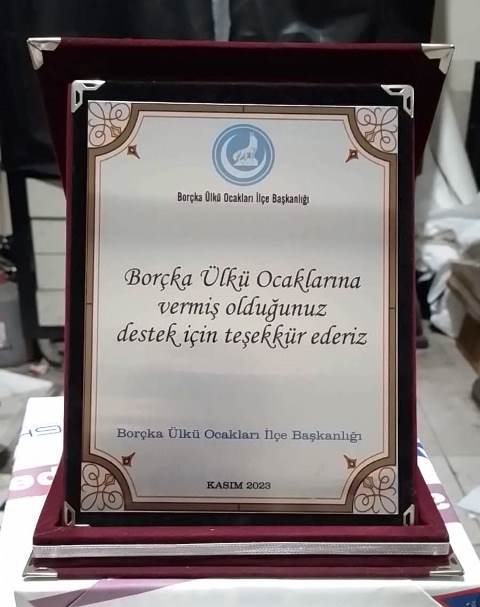 Borçka Ülkü Ocakları İlçe Başkanlığı
Borçka Ülkü Ocaklarına
vermiş olduğunuz
destek için teşekkür ederiz
Borçka Ülkü Ocakları İlçe Başkanlığı
KASIM 2023